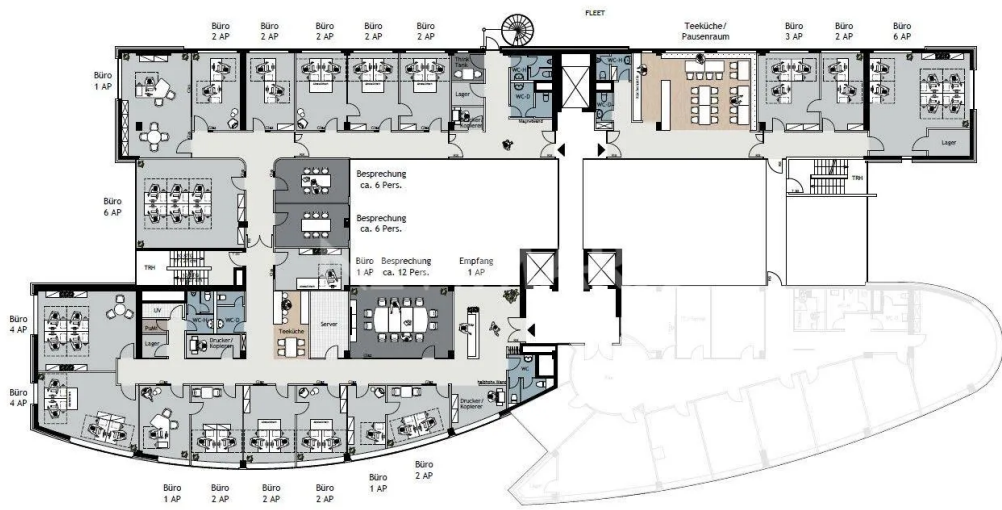 FLEET
Büro
2 AP
Büro
2 AP
Büro
2 AP
Büro
2 AP
Teeküche/
Pausenraum
Büro
3 AP
Büro
2 AP
Büro
6 AP
Büro
1 AP
Think
Tank
Lager
WC-D
WC-H
WC-D
Lager
Besprechung
ca. 6 Pers.
TRH
Büro
6 AP
Besprechung
ca. 6 Pers.
TRH
Büro
1 AP
Besprechung
ca. 12 Pers.
Empfang
1 AP
Büro
4 AP
UV
PuMi
Lager
WC-H
WC-D
Drucker/
Kopierer
Teeküche
Server
WC
Büro
4 AP
Drucker/
Kopierer
Büro
1 AP
Büro
2 AP
Büro
2 AP
Büro
2 AP
Büro
1 AP
Büro
2 AP